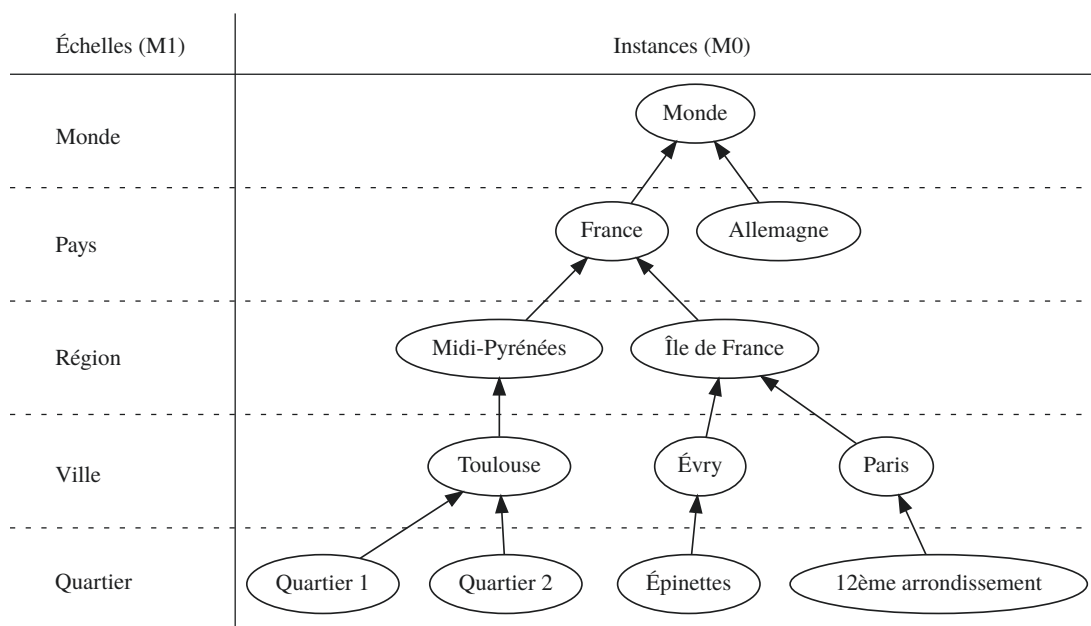 Échelles (M1) Instances (M0)
Monde Monde
Pays France Allemagne
Région Midi-Pyrénées Île de France
Ville Toulouse Évry Paris
Quartier Quartier 1 Quartier 2 Épinettes 12ème arrondissement